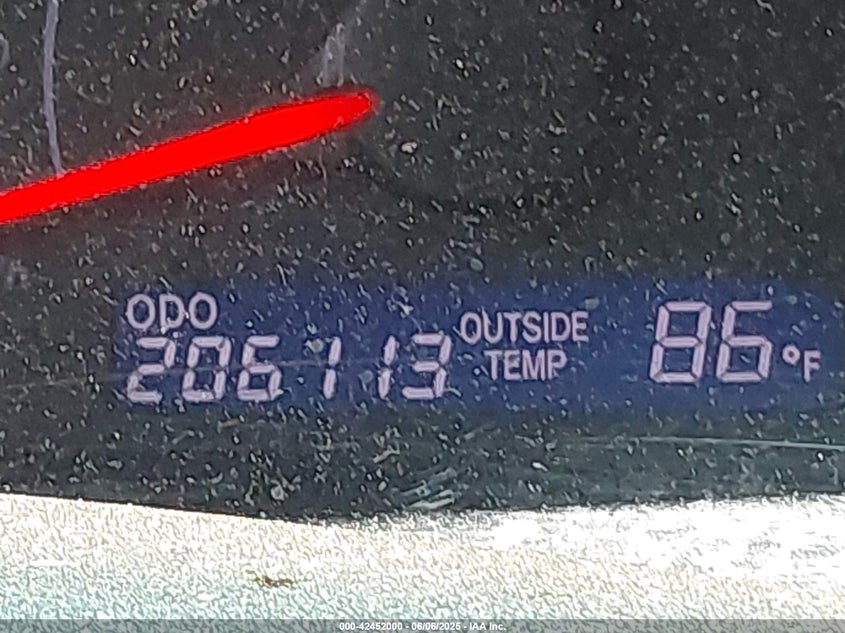 ODO
206113
OUTSIDE
TEMP
86°F
000-42452000 - 06/06/2025 - IAA Inc.